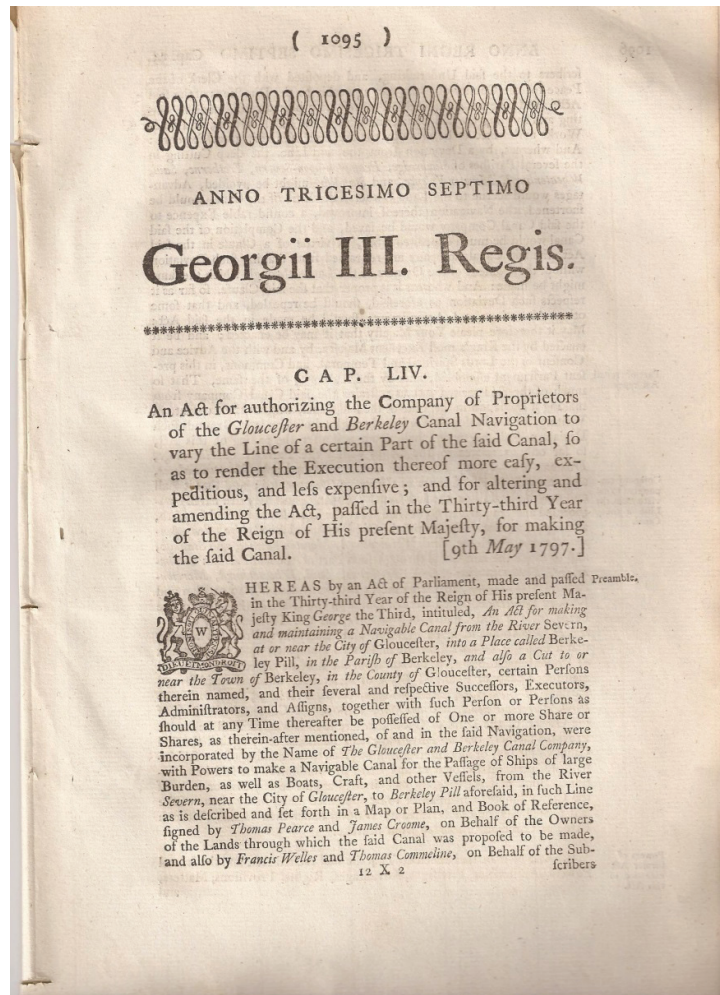 ( 1095 )
ANNO TRICESIMO SEPTIMO
Georgii III. Regis.
CAP. LIV.
An Act for authorizing the Company of Proprietors
of the Glouceſter and Berkeley Canal Navigation to
vary the Line of a certain Part of the ſaid Canal, ſo
as to render the Execution thereof more eaſy, ex-
peditious, and leſs expenſive; and for altering and
amending the Act, paſſed in the Thirty-third Year
of the Reign of His preſent Majeſty, for making
the ſaid Canal. [9th May 1797.]
WHEREAS by an Act of Parliament, made and paſſed Preamble.
in the Thirty-third Year of the Reign of His preſent Ma-
jeſty King George the Third, intituled, An Act for making
and maintaining a Navigable Canal from the River Severn,
at or near the City of Glouceſter, into a Place called Berke-
ley Pill, in the Pariſh of Berkeley, and alſo a Cut to or
near the Town of Berkeley, in the County of Glouceſter, certain Perſons
therein named, and their ſeveral and reſpective Succeſſors, Executors,
Adminiſtrators, and Aſſigns, together with ſuch Perſon or Perſons as
ſhould at any Time thereafter be poſſeſſed of One or more Share or
Shares, as therein-after mentioned, of and in the ſaid Navigation, were
incorporated by the Name of The Glouceſter and Berkeley Canal Company,
with Powers to make a Navigable Canal for the Paſſage of Ships of large
Burden, as well as Boats, Craft, and other Veſſels, from the River
Severn, near the City of Glouceſter, to Berkeley Pill aforeſaid, in ſuch Line
as is deſcribed and ſet forth in a Map or Plan, and Book of Reference,
ſigned by Thomas Pearce and James Croome, on Behalf of the Owners
of the Lands through which the ſaid Canal was propoſed to be made,
and alſo by Francis Welles and Thomas Commeline, on Behalf of the Sub-
12 X 2 ſcribers